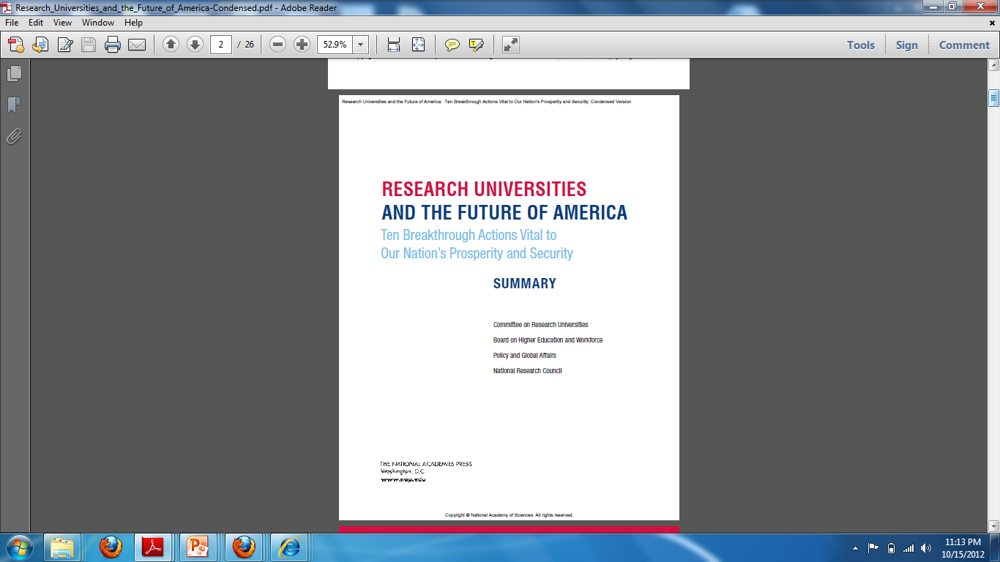 Research_Universities_and_the_Future_of_America-Condensed.pdf - Adobe Reader
File Edit View Window Help
2 / 26 52.9% Tools Sign Comment
Research Universities and the Future of America: Ten Breakthrough Actions Vital to Our Nation's Prosperity and Security: Condensed Version
RESEARCH UNIVERSITIES
AND THE FUTURE OF AMERICA
Ten Breakthrough Actions Vital to
Our Nation's Prosperity and Security
SUMMARY
Committee on Research Universities
Board on Higher Education and Workforce
Policy and Global Affairs
National Research Council
THE NATIONAL ACADEMIES PRESS
Washington, D.C.
www.nap.edu
Copyright © National Academy of Sciences. All rights reserved.
11:13 PM
10/15/2012